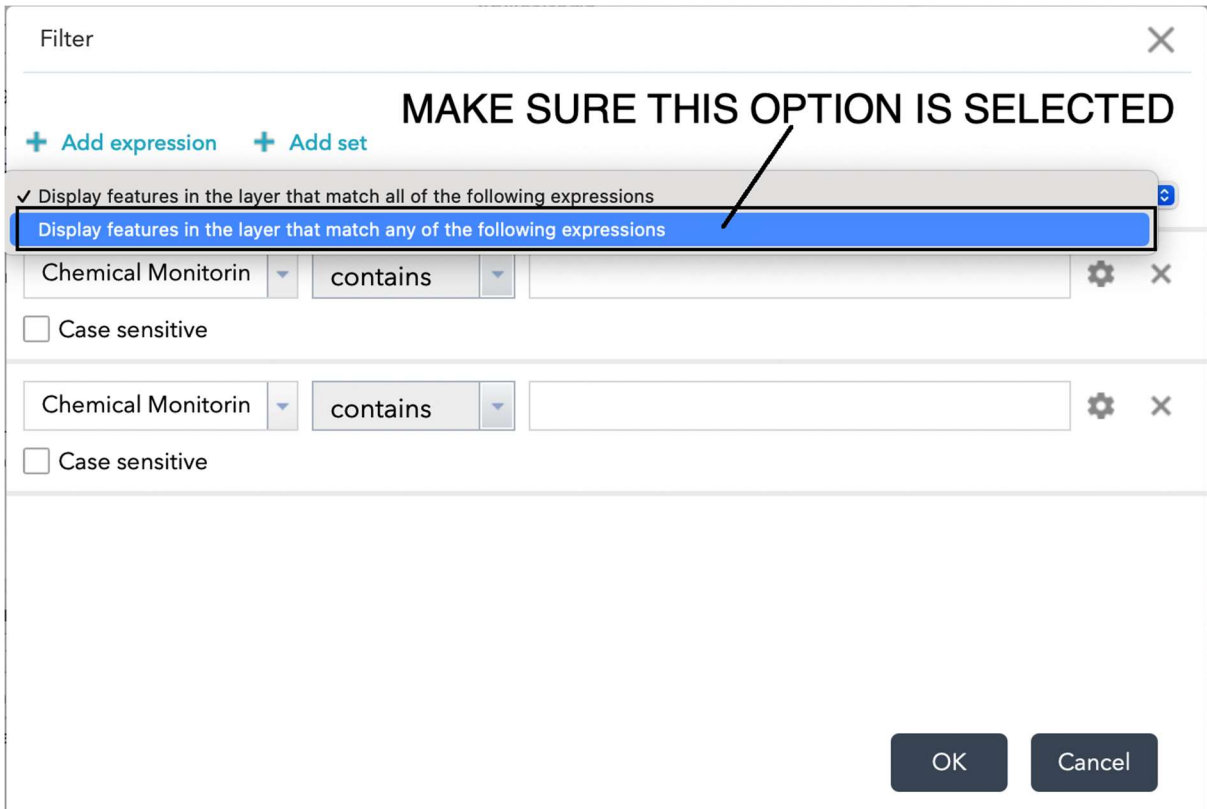 Filter
MAKE SURE THIS OPTION IS SELECTED
Add expression Add set
✓ Display features in the layer that match all of the following expressions
Display features in the layer that match any of the following expressions
Chemical Monitorin contains
Case sensitive
Chemical Monitorin contains
Case sensitive
OK Cancel